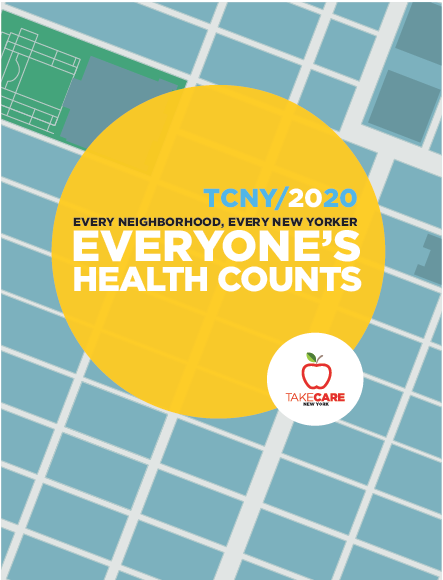 TCNY/2020
EVERY NEIGHBORHOOD, EVERY NEW YORKER
EVERYONE'S
HEALTH COUNTS
TAKECARE
NEW YORK